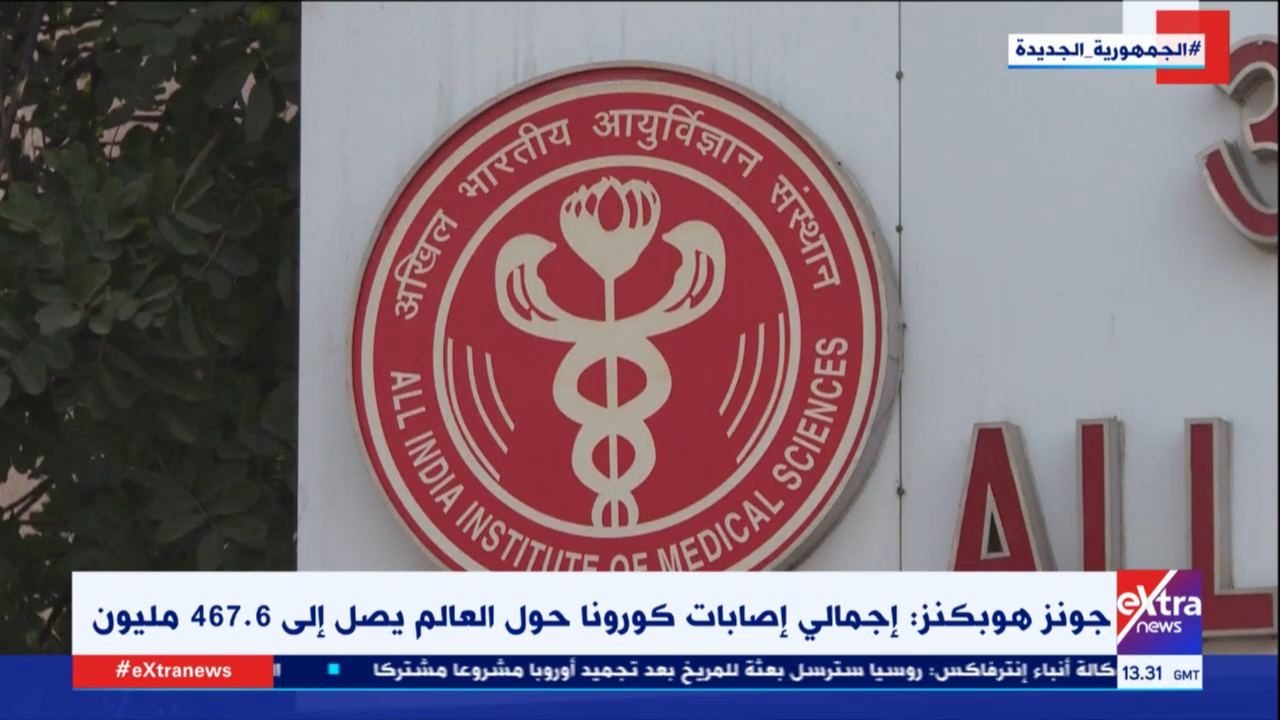 #الجمهورية_الجديدة
अखिल भारतीय आयुर्विज्ञान संस्थान
ALL INDIA INSTITUTE OF MEDICAL SCIENCES
3
ALL
جونز هوبكنز: إجمالي إصابات كورونا حول العالم يصل إلى 467.6 مليون
eXtra
news
#eXtranews
كالة أنباء إنترفاكس: روسيا سترسل بعثة للمريخ بعد تجميد أوروبا مشروعا مشتركا
13.31 GMT